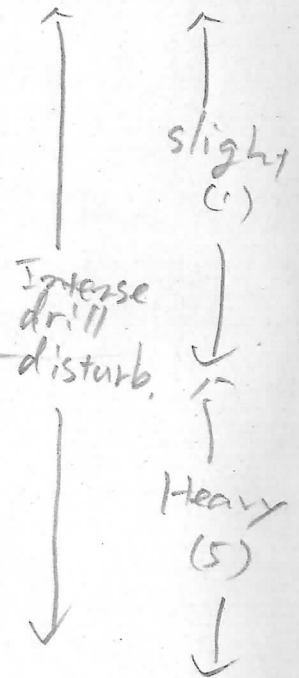 slight
(1)
Intense
drill
-disturb.
Heavy
(5)